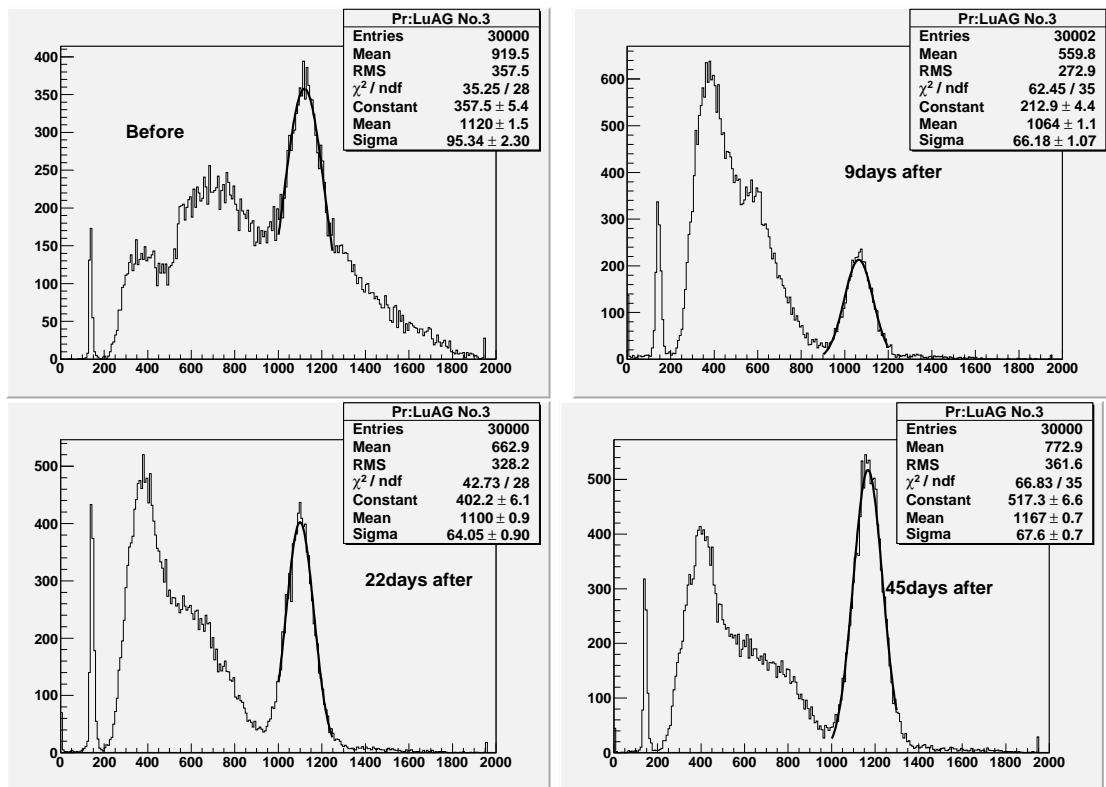 Pr:LuAG No.3
Entries 30000
Mean 919.5
RMS 357.5
χ² / ndf 35.25 / 28
Constant 357.5 ± 5.4
Mean 1120 ± 1.5
Sigma 95.34 ± 2.30
Before
400
350
300
250
200
150
100
50
0
0 200 400 600 800 1000 1200 1400 1600 1800 2000
Pr:LuAG No.3
Entries 30002
Mean 559.8
RMS 272.9
χ² / ndf 62.45 / 35
Constant 212.9 ± 4.4
Mean 1064 ± 1.1
Sigma 66.18 ± 1.07
9days after
600
500
400
300
200
100
0
0 200 400 600 800 1000 1200 1400 1600 1800 2000
Pr:LuAG No.3
Entries 30000
Mean 662.9
RMS 328.2
χ² / ndf 42.73 / 28
Constant 402.2 ± 6.1
Mean 1100 ± 0.9
Sigma 64.05 ± 0.90
22days after
500
400
300
200
100
0
0 200 400 600 800 1000 1200 1400 1600 1800 2000
Pr:LuAG No.3
Entries 30000
Mean 772.9
RMS 361.6
χ² / ndf 66.83 / 35
Constant 517.3 ± 6.6
Mean 1167 ± 0.7
Sigma 67.6 ± 0.7
45days after
500
400
300
200
100
0
0 200 400 600 800 1000 1200 1400 1600 1800 2000